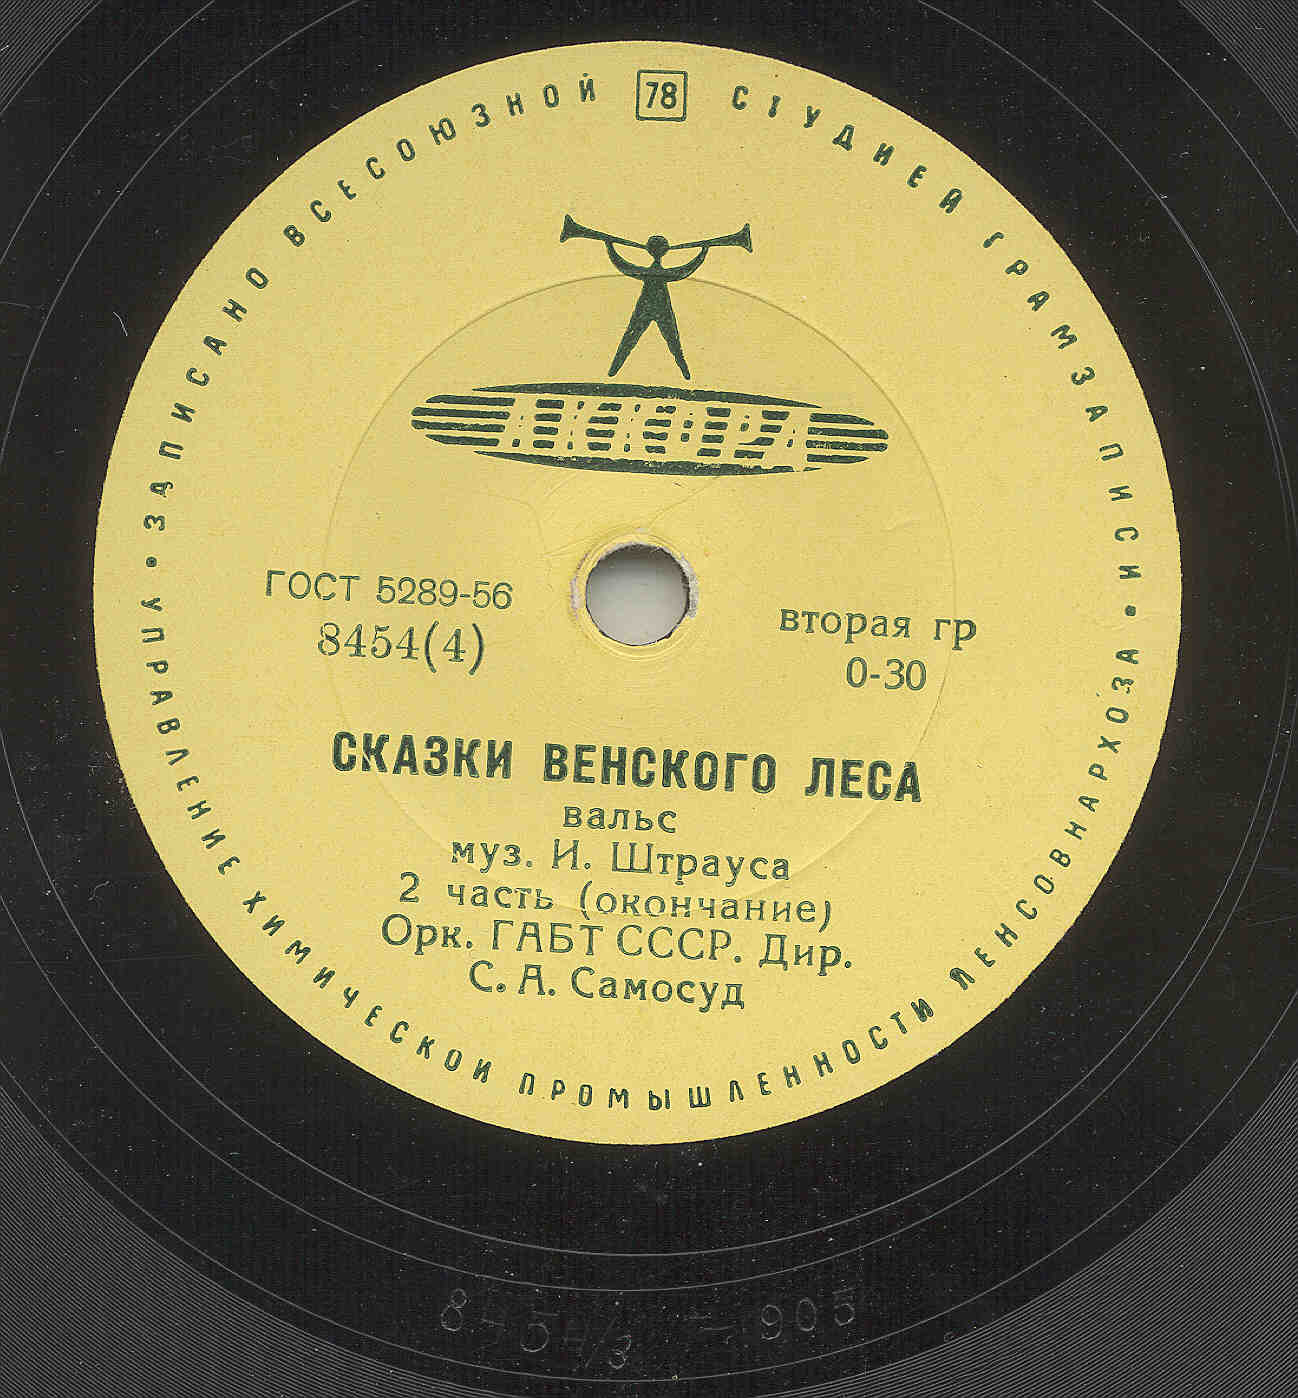 ЗАПИСАНО ВСЕСОЮЗНОЙ 78 СТУДИЕЙ ГРАМЗАПИСИ
АККОРД
ГОСТ 5289-56
8454(4)
вторая гр
0-30
СКАЗКИ ВЕНСКОГО ЛЕСА
вальс
муз. И. Штрауса
2 часть (окончание)
Орк. ГАБТ СССР. Дир.
С. А. Самосуд
• УПРАВЛЕНИЕ ХИМИЧЕСКОЙ ПРОМЫШЛЕННОСТИ ЛЕНСОВНАРХОЗА •